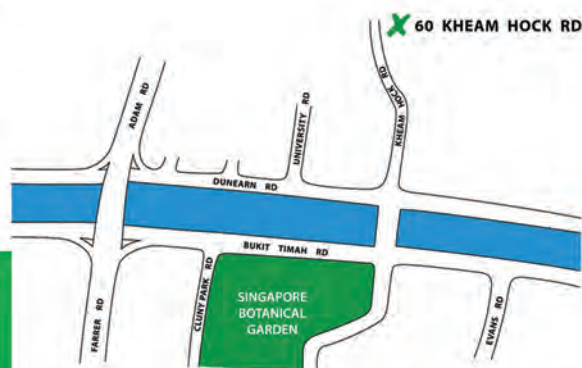 60 KHEAM HOCK RD
ADAM RD
UNIVERSITY RD
KHEAM HOCK RD
DUNEARN RD
BUKIT TIMAH RD
CLUNY PARK RD
SINGAPORE
BOTANICAL
GARDEN
FARRER RD
EVANS RD